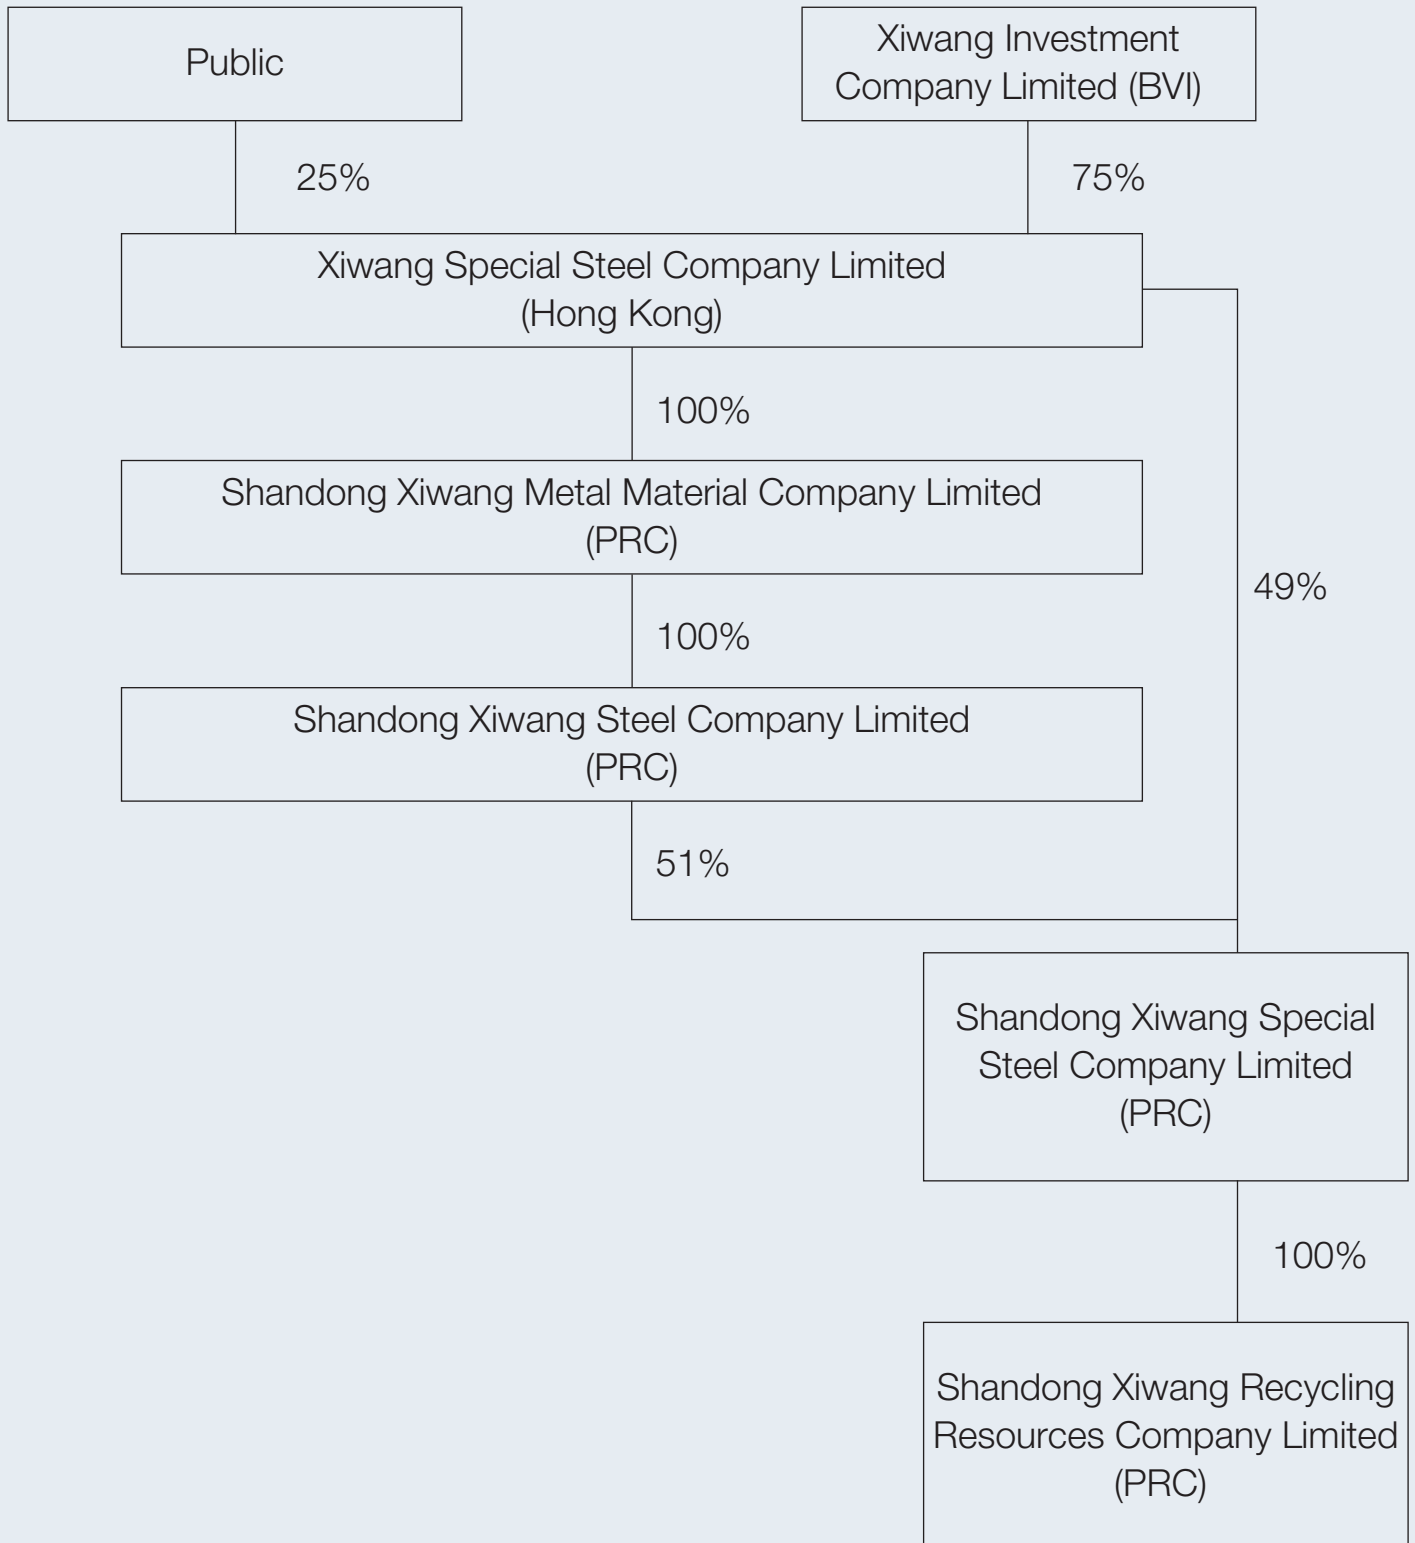 Public
Xiwang Investment
Company Limited (BVI)
25%
75%
Xiwang Special Steel Company Limited
(Hong Kong)
100%
Shandong Xiwang Metal Material Company Limited
(PRC)
49%
100%
Shandong Xiwang Steel Company Limited
(PRC)
51%
Shandong Xiwang Special
Steel Company Limited
(PRC)
100%
Shandong Xiwang Recycling
Resources Company Limited
(PRC)